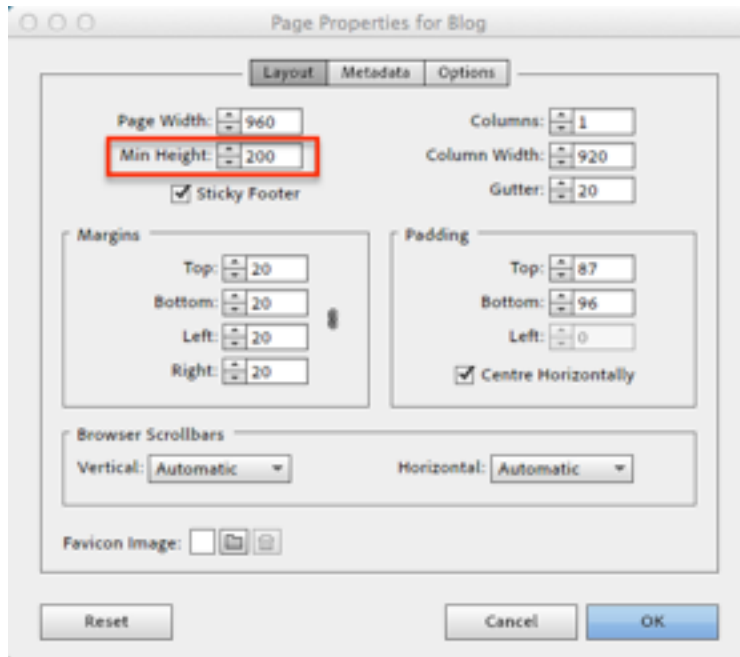 Page Properties for Blog
Layout Metadata Options
Page Width: 960
Columns: 1
Min Height: 200
Column Width: 920
Sticky Footer
Gutter: 20
Margins
Top: 20
Bottom: 20
Left: 20
Right: 20
Padding
Top: 87
Bottom: 96
Left: 0
Centre Horizontally
Browser Scrollbars
Vertical: Automatic
Horizontal: Automatic
Favicon Image:
Reset
Cancel
OK